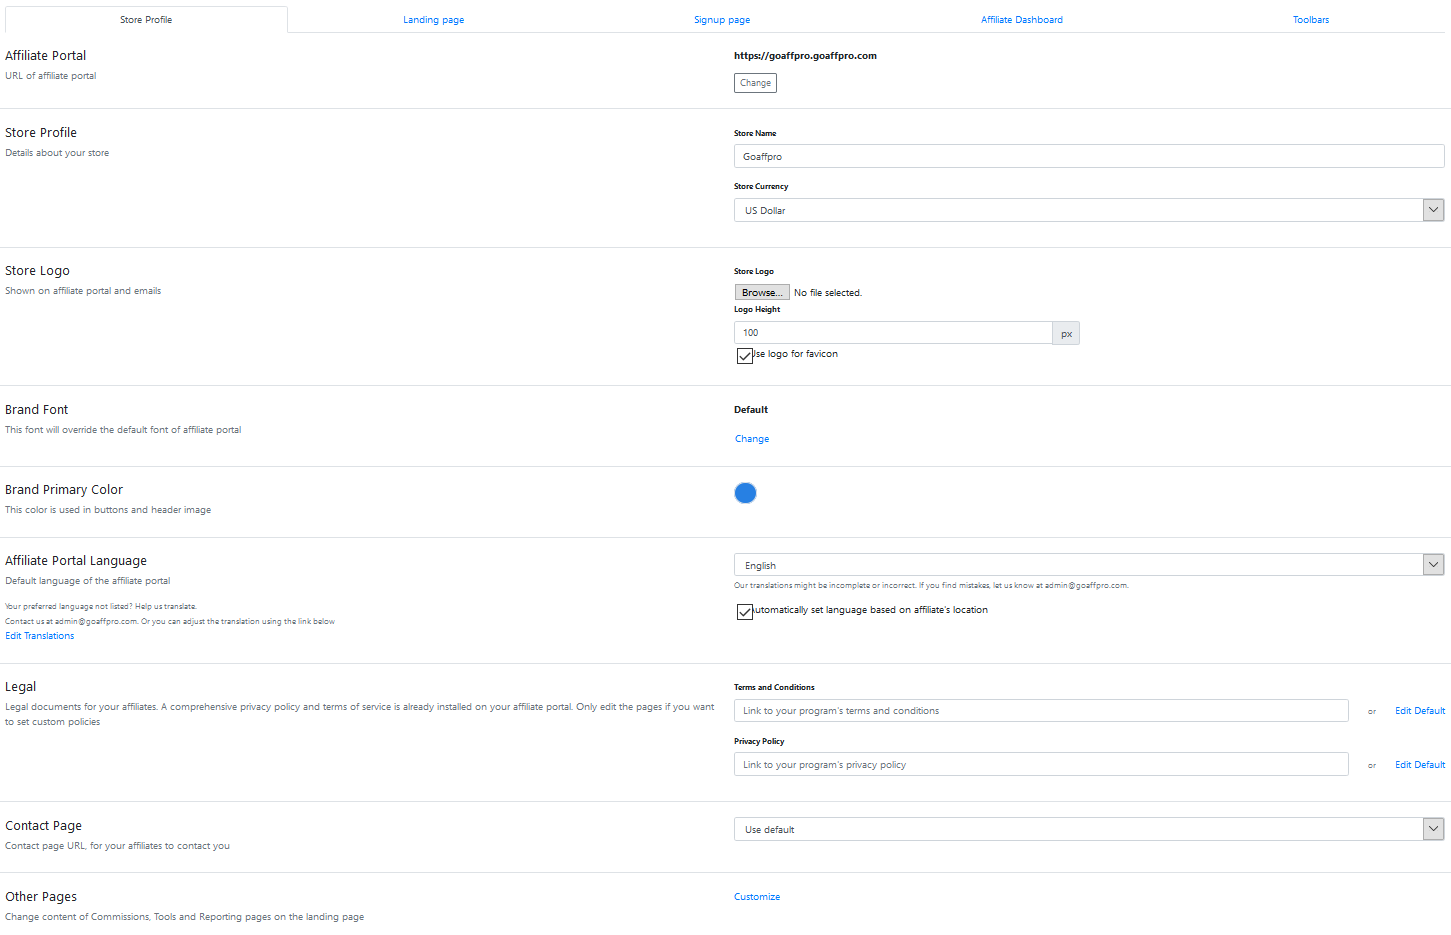 Store Profile
Landing page
Signup page
Affiliate Dashboard
Toolbars
Affiliate Portal
URL of affiliate portal
https://goaffpro.goaffpro.com
Change
Store Profile
Details about your store
Store Name
Goaffpro
Store Currency
US Dollar
Store Logo
Shown on affiliate portal and emails
Store Logo
Browse... No file selected.
Logo Height
100 px
Use logo for favicon
Brand Font
This font will override the default font of affiliate portal
Default
Change
Brand Primary Color
This color is used in buttons and header image
Affiliate Portal Language
Default language of the affiliate portal
Your preferred language not listed? Help us translate.
Contact us at admin@goaffpro.com. Or you can adjust the translation using the link below
Edit Translations
English
Our translations might be incomplete or incorrect. If you find mistakes, let us know at admin@goaffpro.com.
Automatically set language based on affiliate's location
Legal
Legal documents for your affiliates. A comprehensive privacy policy and terms of service is already installed on your affiliate portal. Only edit the pages if you want
to set custom policies
Terms and Conditions
Link to your program's terms and conditions or Edit Default
Privacy Policy
Link to your program's privacy policy or Edit Default
Contact Page
Contact page URL, for your affiliates to contact you
Use default
Other Pages
Change content of Commissions, Tools and Reporting pages on the landing page
Customize